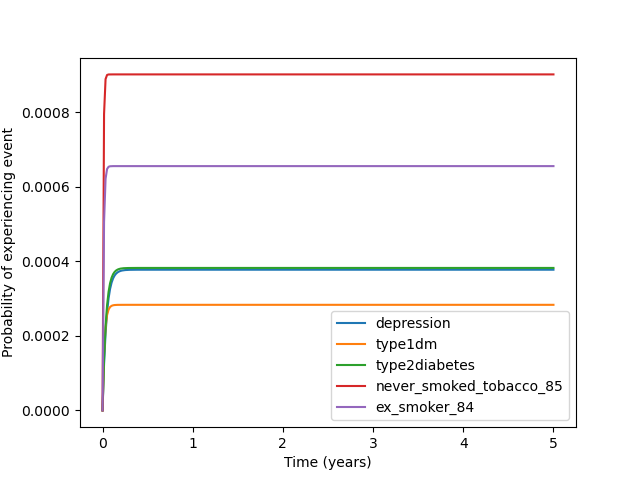 Probability of experiencing event
0.0008
0.0006
0.0004
0.0002
0.0000
depression
type1dm
type2diabetes
never_smoked_tobacco_85
ex_smoker_84
0 1 2 3 4 5
Time (years)